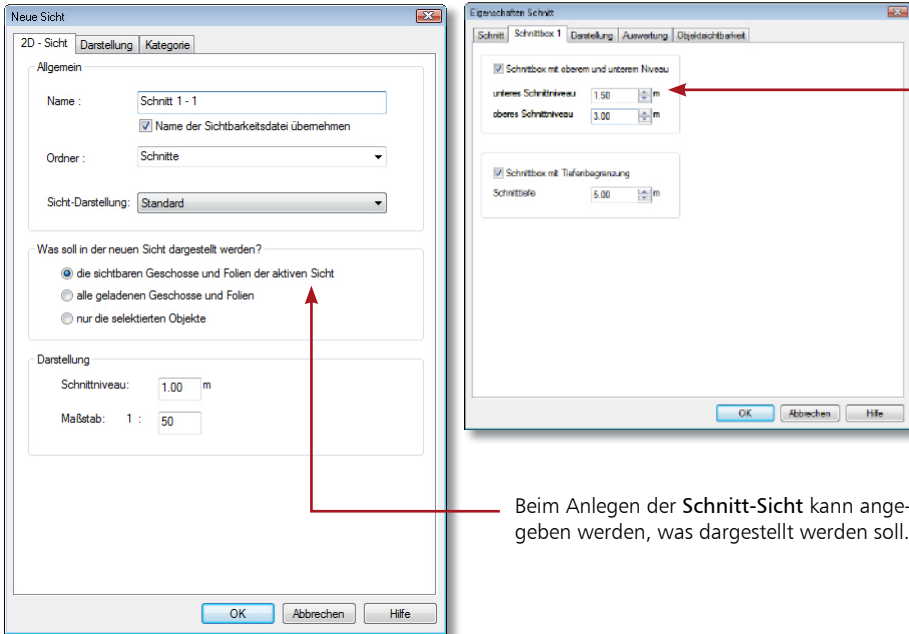 Neue Sicht
2D - Sicht Darstellung Kategorie
Allgemein
Name : Schnitt 1 - 1
Name der Sichtbarkeitsdatei übernehmen
Ordner : Schnitte
Sicht-Darstellung: Standard
Was soll in der neuen Sicht dargestellt werden?
die sichtbaren Geschosse und Folien der aktiven Sicht
alle geladenen Geschosse und Folien
nur die selektierten Objekte
Darstellung
Schnittniveau: 1.00 m
Maßstab: 1 : 50
OK Abbrechen Hilfe
Eigenschaften Schnitt
Schnitt Schnittbox 1 Darstellung Auswertung Objektsichtbarkeit
Schnittbox mit oberem und unterem Niveau
unteres Schnittniveau 1.50 m
oberes Schnittniveau 3.00 m
Schnittbox mit Tiefenbegrenzung
Schnitttiefe 5.00 m
OK Abbrechen Hilfe
Beim Anlegen der Schnitt-Sicht kann ange-
geben werden, was dargestellt werden soll.